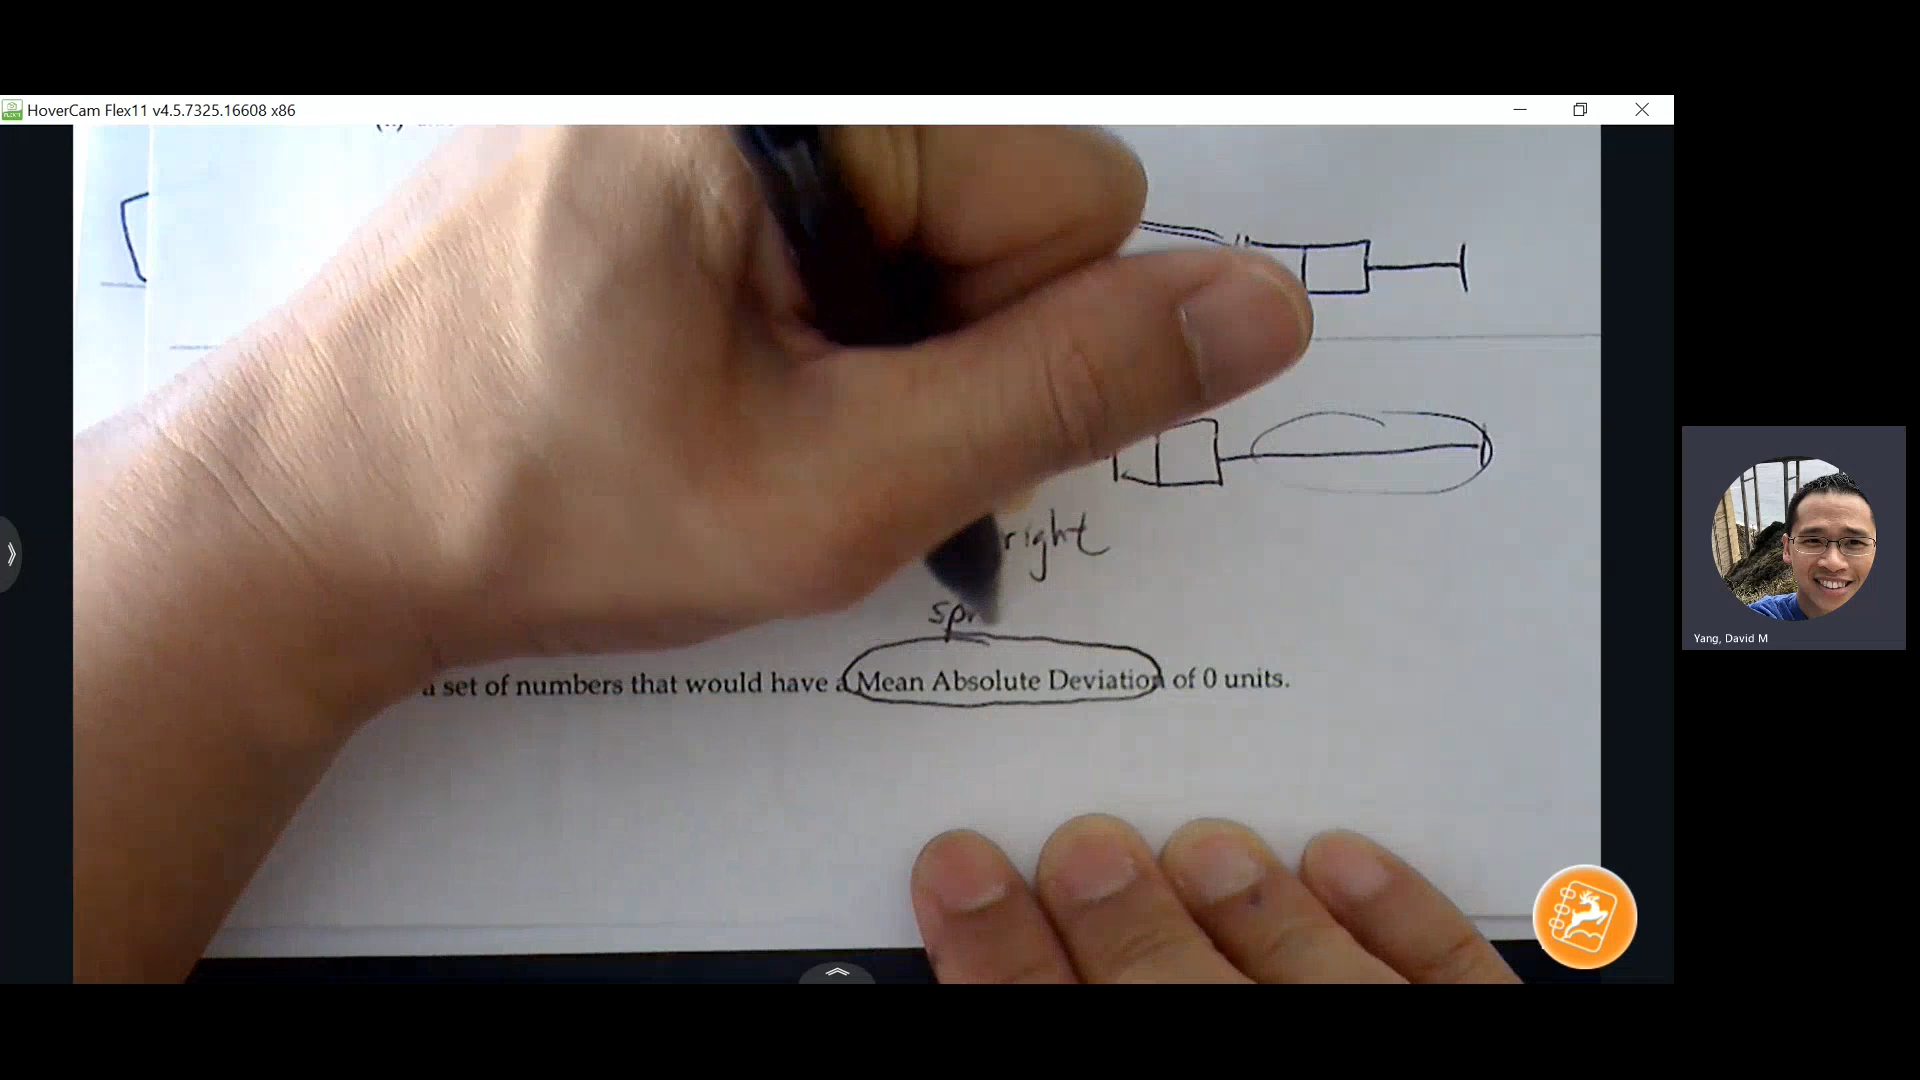 HoverCam Flex11 v4.5.7325.16608 x86
right
spr
a set of numbers that would have a Mean Absolute Deviation of 0 units.
Yang, David M